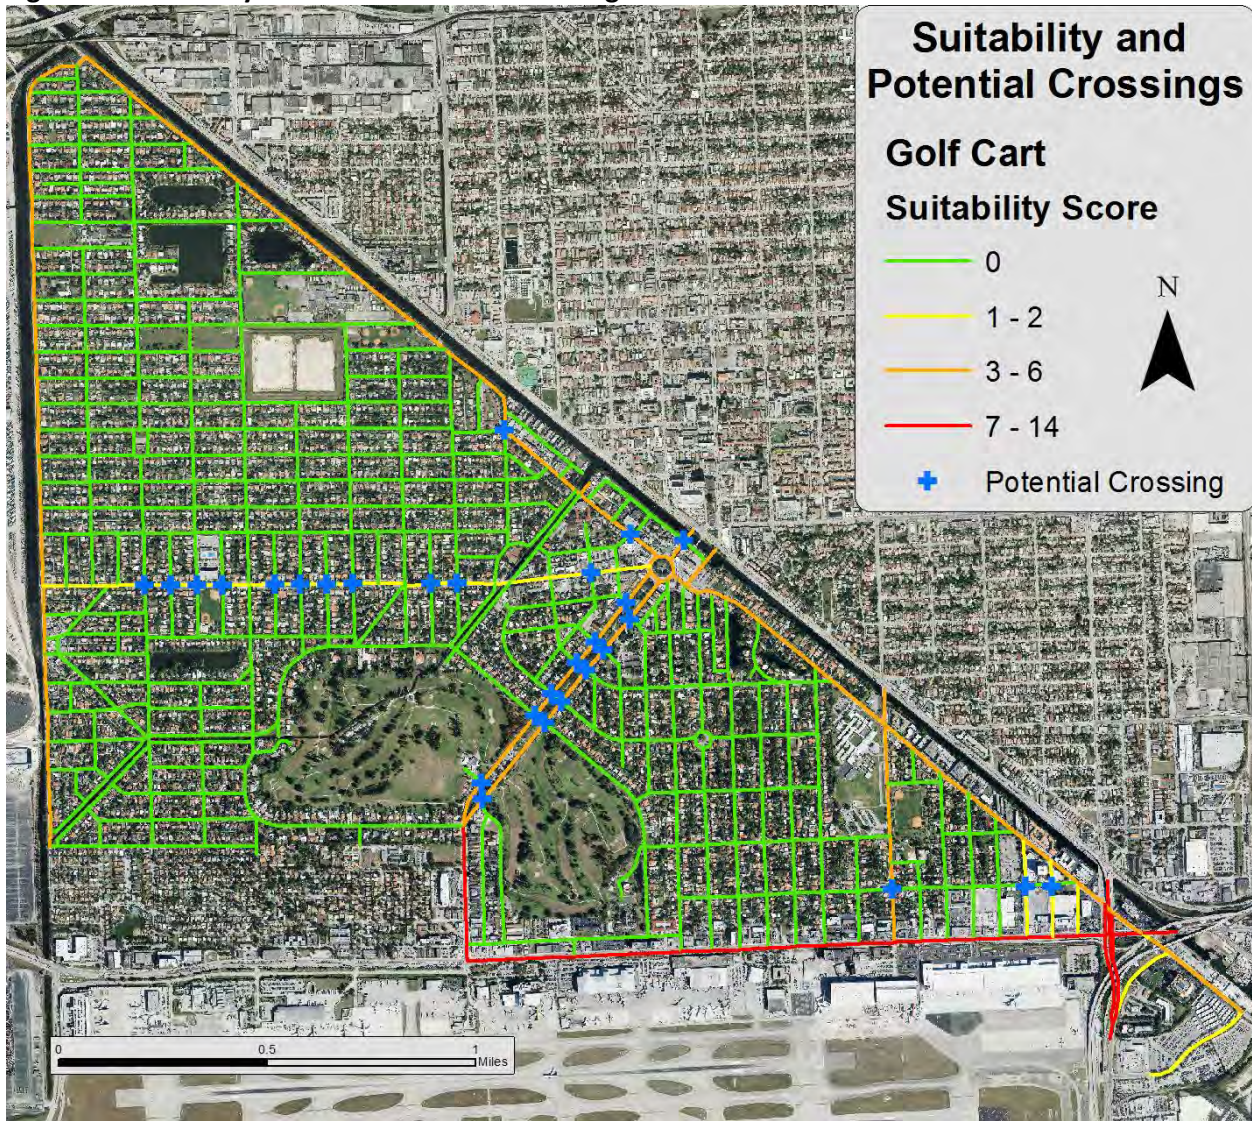 Suitability and
Potential Crossings
Golf Cart
Suitability Score
0
1 - 2
3 - 6
7 - 14
Potential Crossing
N
0
0.5
1
Miles